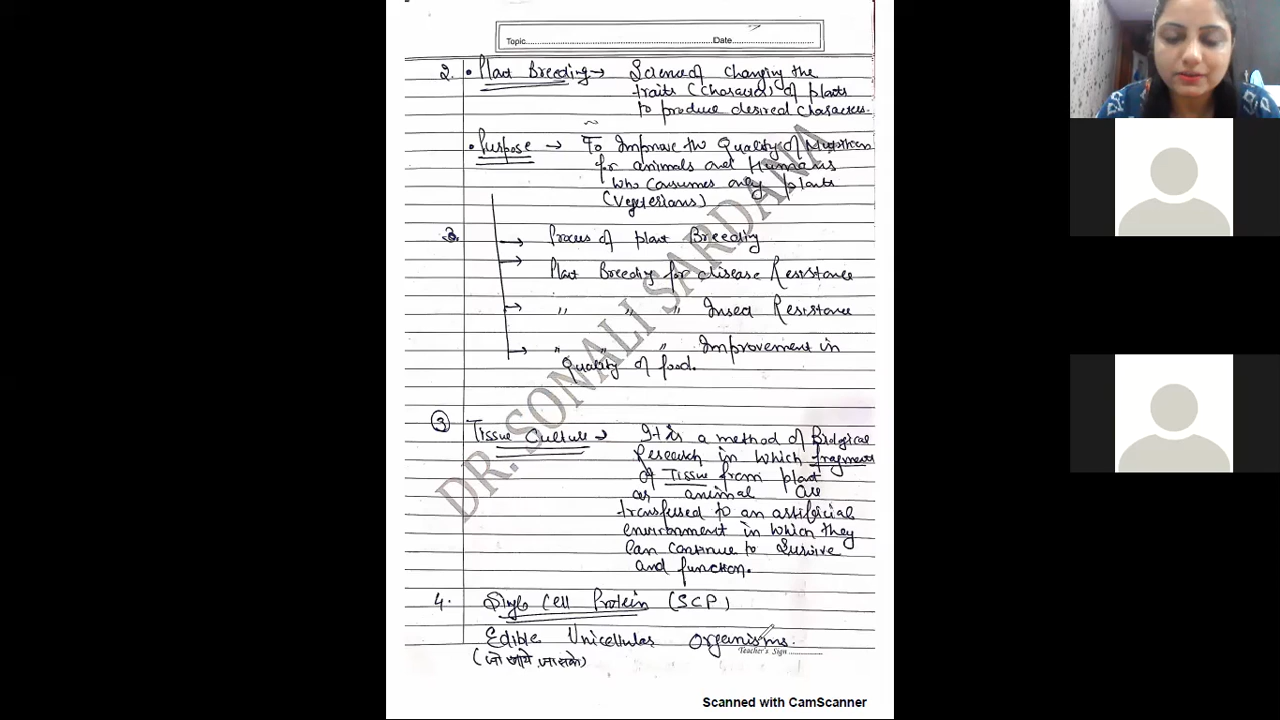 Topic Date
2. • Plant Breeding → Science of changing the
traits (character) of plants
to produce desired characters.
• Purpose → To Improve the Quality of Nutrition
for animals and Humans
who consumes only plants
(Vegeterians)
→ Process of plant Breeding
→ Plant Breeding for disease Resistance
→ " " " Insect Resistance
→ " " " Improvement in
Quality of food.
3 Tissue Culture → It is a method of Biological
Research in which fragments
of Tissue from plant
or animal are
transfused to an artificial
environment in which they
can continue to survive
and function.
4. Single Cell Protein (SCP)
Edible Unicellular organisms.
(जो खाये जा सके)
Teacher's Sign
DR. SONALI SARDANA
Scanned with CamScanner